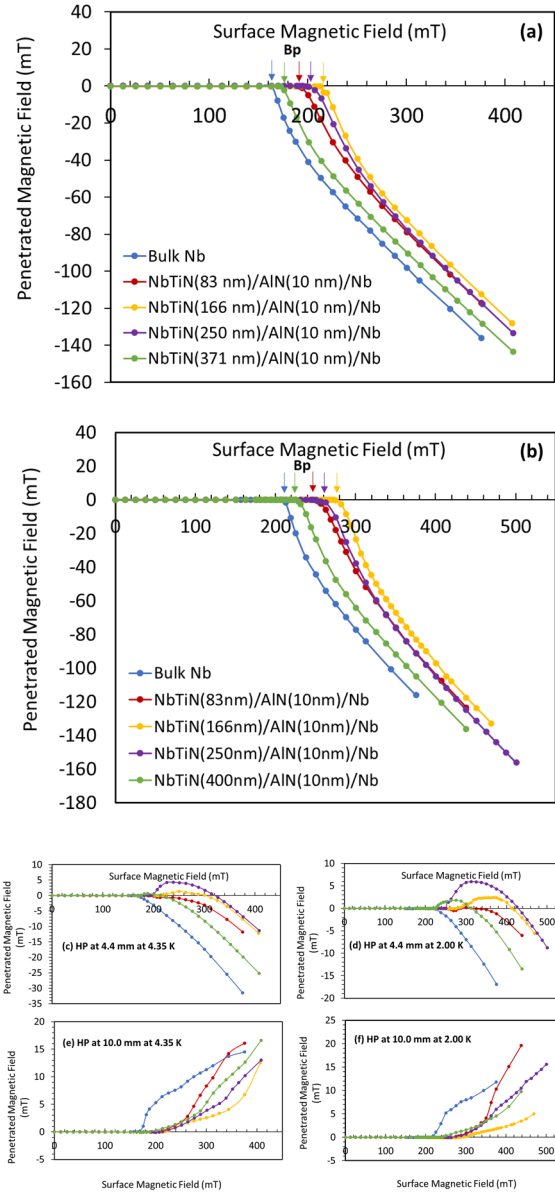 Surface Magnetic Field (mT)
(a)
Bp
40
20
0
-20
-40
-60
-80
-100
-120
-140
-160
0
100
200
300
400
Penetrated Magnetic Field (mT)
Bulk Nb
NbTiN(83 nm)/AlN(10 nm)/Nb
NbTiN(166 nm)/AlN(10 nm)/Nb
NbTiN(250 nm)/AlN(10 nm)/Nb
NbTiN(371 nm)/AlN(10 nm)/Nb
Surface Magnetic Field (mT)
(b)
Bp
40
20
0
-20
-40
-60
-80
-100
-120
-140
-160
-180
0
100
200
300
400
500
Penetrated Magnetic Field (mT)
Bulk Nb
NbTiN(83nm)/AlN(10nm)/Nb
NbTiN(166nm)/AlN(10nm)/Nb
NbTiN(250nm)/AlN(10nm)/Nb
NbTiN(400nm)/AlN(10nm)/Nb
Surface Magnetic Field
(mT)
10
5
0
-5
-10
-15
-20
-25
-30
-35
0
100
200
300
400
Penetrated Magnetic Field
(mT)
(c) HP at 4.4 mm at 4.35 K
Surface Magnetic Field
(mT)
10
5
0
-5
-10
-15
-20
0
100
200
300
400
500
Penetrated Magnetic Field
(mT)
(d) HP at 4.4 mm at 2.00 K
20
15
10
5
0
-5
0
100
200
300
400
Penetrated Magnetic Field
(mT)
(e) HP at 10.0 mm at 4.35 K
Surface Magnetic Field (mT)
25
20
15
10
5
0
-5
0
100
200
300
400
500
Penetrated Magnetic Field
(mT)
(f) HP at 10.0 mm at 2.00 K
Surface Magnetic Field (mT)